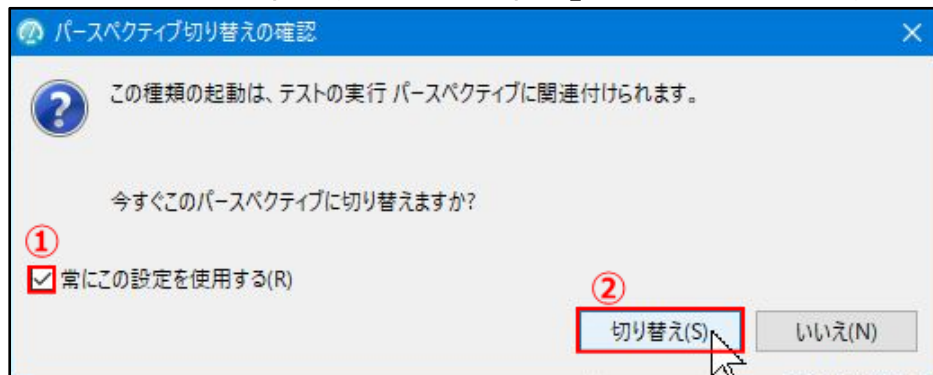 パースペクティブ切り替えの確認
この種類の起動は、テストの実行 パースペクティブに関連付けられます。
今すぐこのパースペクティブに切り替えますか?
①
常にこの設定を使用する(R)
②
切り替え(S)
いいえ(N)